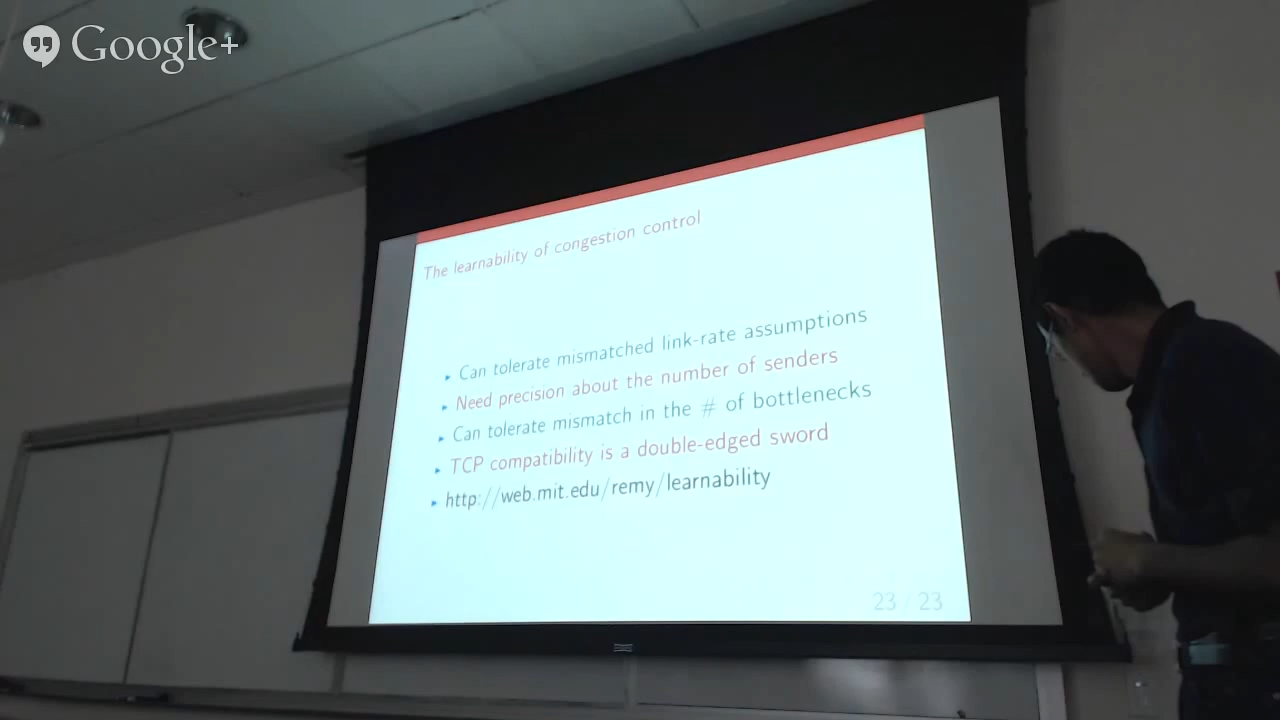 Google+
The learnability of congestion control
Can tolerate mismatched link-rate assumptions
Need precision about the number of senders
Can tolerate mismatch in the # of bottlenecks
TCP compatibility is a double-edged sword
http://web.mit.edu/remy/learnability
23 / 23